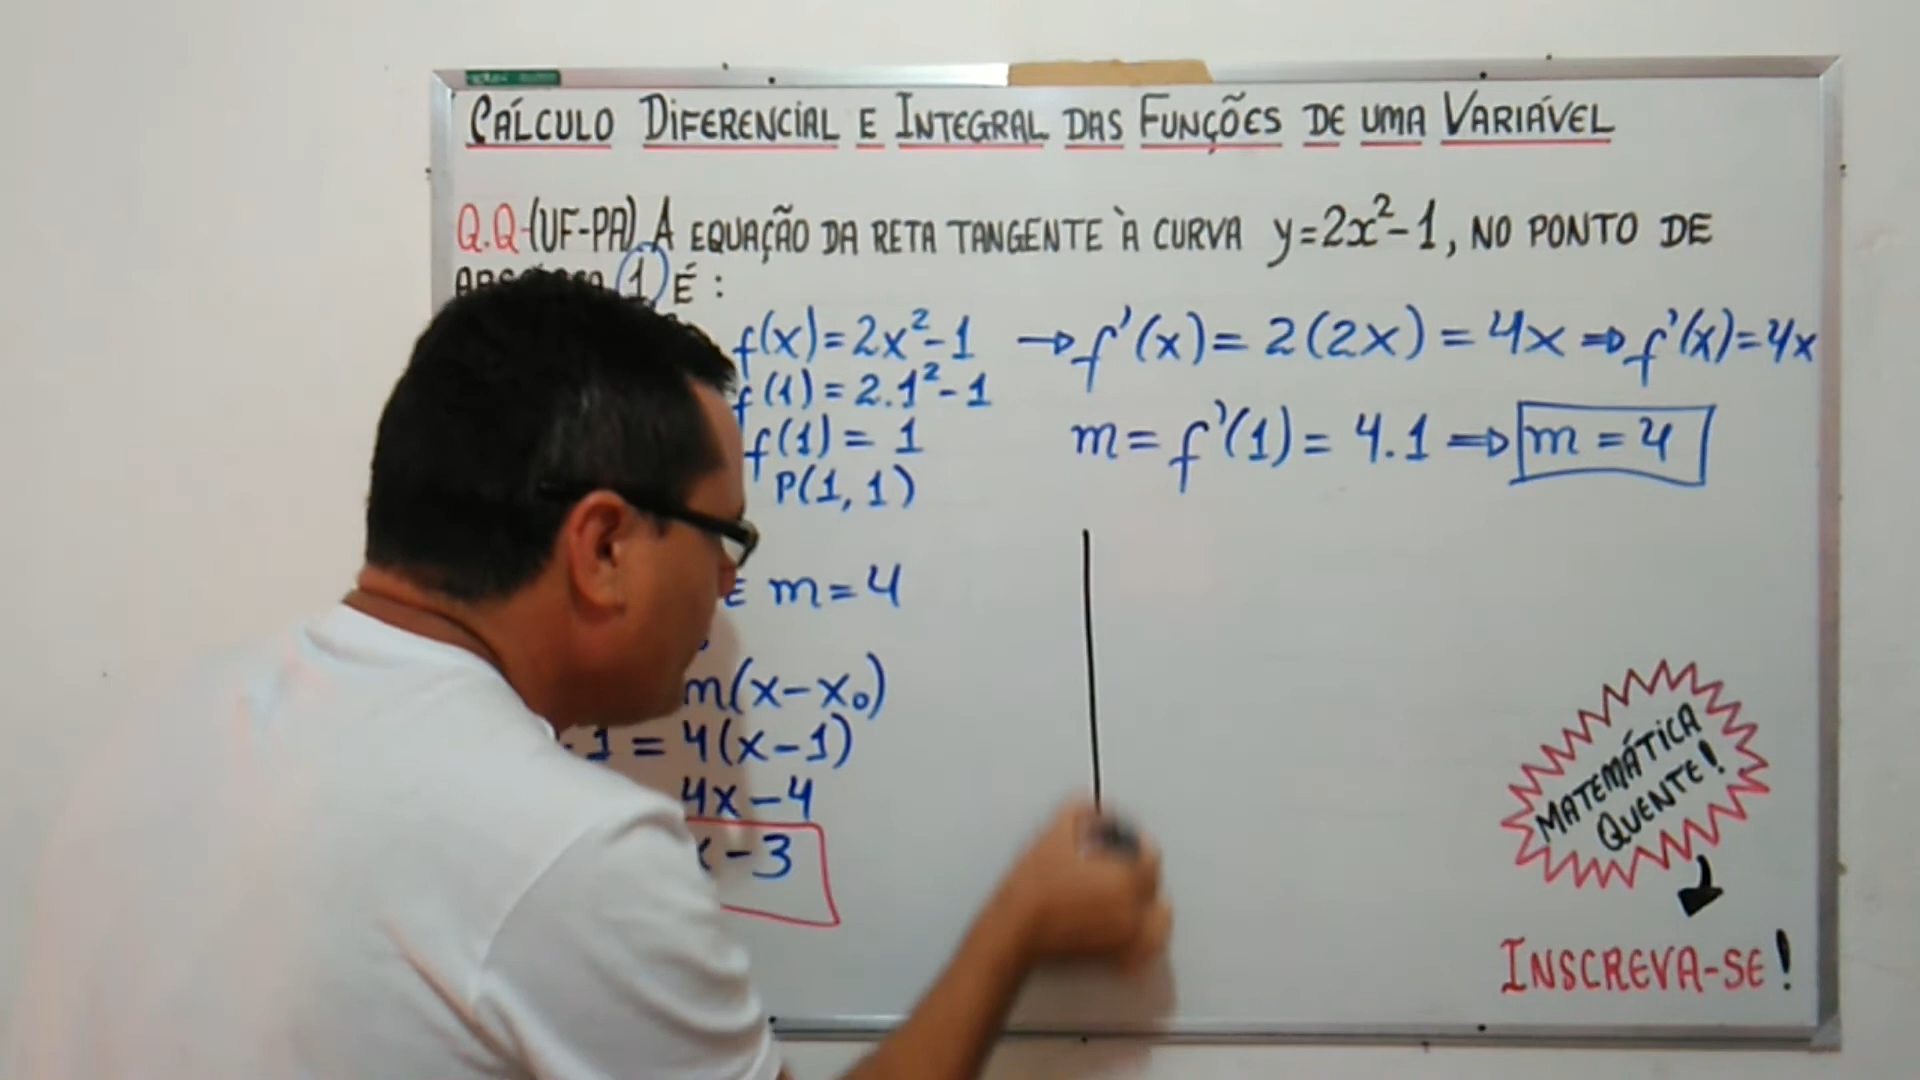 CÁLCULO DIFERENCIAL E INTEGRAL DAS FUNÇÕES DE UMA VARIÁVEL
Q.Q-(UF-PA) A EQUAÇÃO DA RETA TANGENTE À CURVA y=2x²-1, NO PONTO DE
1 É:
f(x)=2x²-1 →f'(x)=2(2x)=4x⇒f'(x)=4x
f(1)=2.1²-1
f(1)=1
P(1,1)
m=f'(1)=4.1⇒m=4
E m=4
m(x-x₀)
-1=4(x-1)
4x-4
x-3
MATEMÁTICA
QUENTE!
INSCREVA-SE!